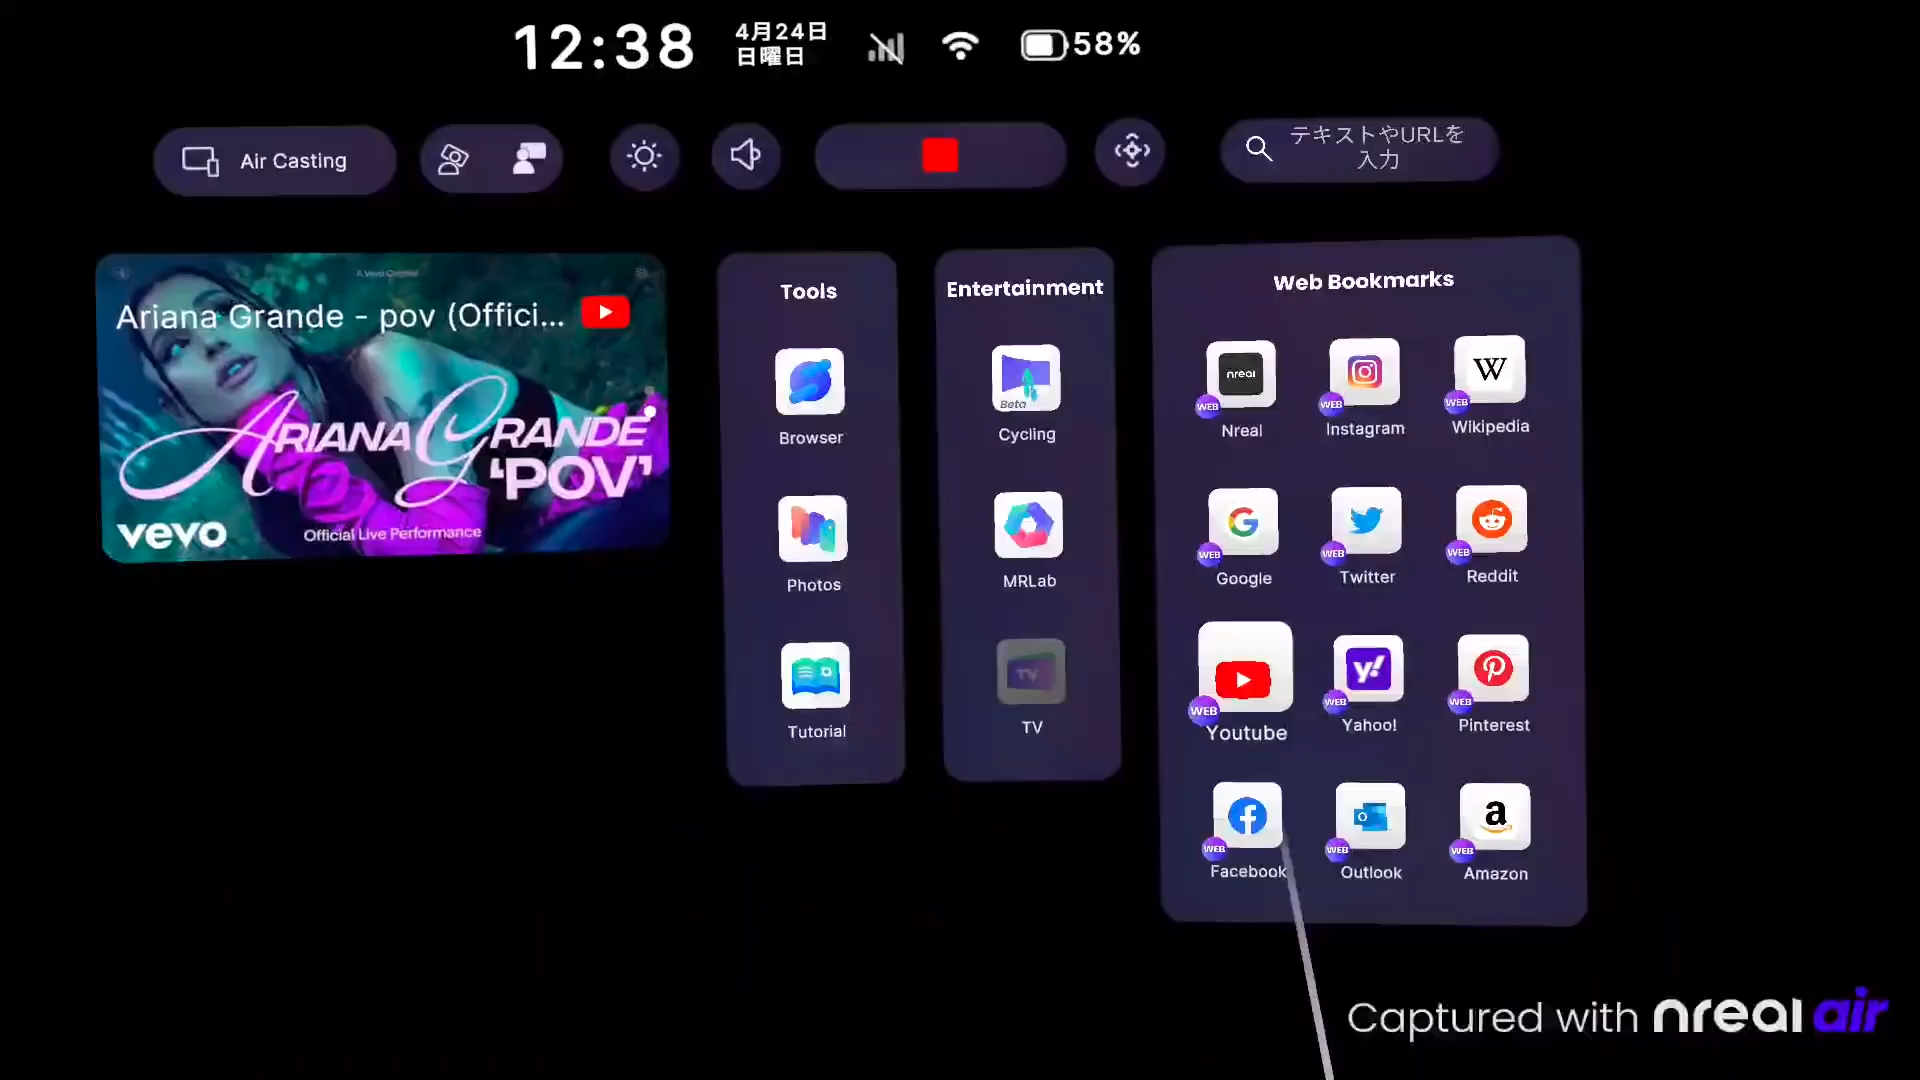 12:38
4月24日
日曜日
58%
Air Casting
テキストやURLを
入力
A Vevo Original
Ariana Grande - pov (Offici...
ARIANA GRANDE
‘POV’
vevo
Official Live Performance
Tools
Browser
Photos
Tutorial
Entertainment
Beta
Cycling
MRLab
TV
TV
Web Bookmarks
nreal
WEB
Nreal
WEB
Instagram
W
WEB
Wikipedia
G
WEB
Google
WEB
Twitter
WEB
Reddit
WEB
Youtube
y!
WEB
Yahoo!
WEB
Pinterest
f
WEB
Facebook
O
WEB
Outlook
a
WEB
Amazon
Captured with nreal air